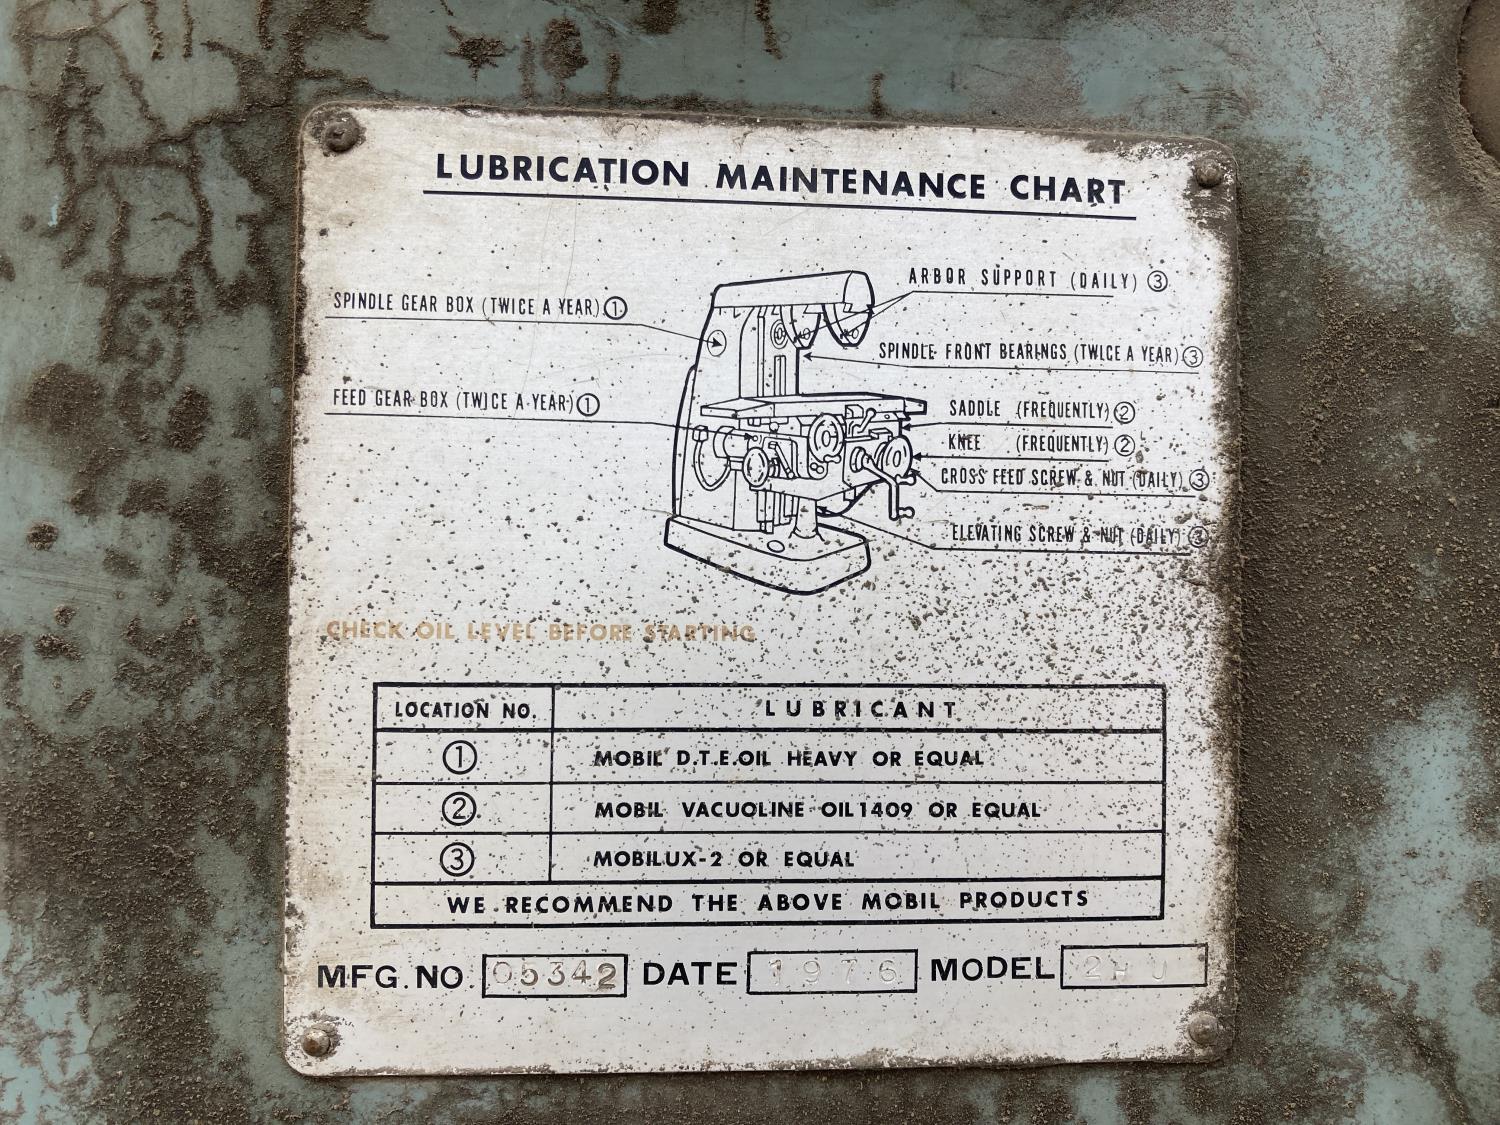 LUBRICATION MAINTENANCE CHART
ARBOR SUPPORT (DAILY) ③
SPINDLE GEAR BOX (TWICE A YEAR) ①
SPINDLE FRONT BEARINGS (TWICE A YEAR) ③
FEED GEAR BOX (TWICE A YEAR) ①
SADDLE (FREQUENTLY) ②
KNEE (FREQUENTLY) ②
CROSS FEED SCREW & NUT (DAILY) ③
ELEVATING SCREW & NUT (DAILY) ③
CHECK OIL LEVEL BEFORE STARTING
LOCATION NO. LUBRICANT
① MOBIL D.T.E. OIL HEAVY OR EQUAL
② MOBIL VACUOLINE OIL 1409 OR EQUAL
③ MOBILUX-2 OR EQUAL
WE RECOMMEND THE ABOVE MOBIL PRODUCTS
MFG. NO. 05342 DATE 1976 MODEL 2HU